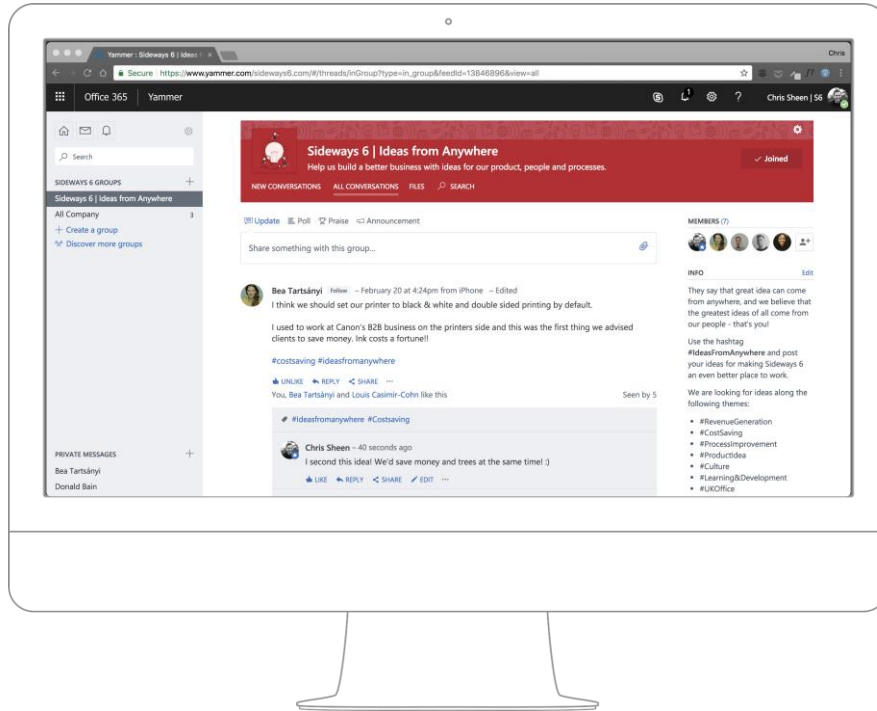 Yammer : Sideways 6 | Ideas f
Chris
Secure https://www.yammer.com/sideways6.com/#/threads/inGroup?type=in_group&feedId=13846896&view=all
Office 365 Yammer
1
? Chris Sheen | S6
Search
SIDEWAYS 6 GROUPS
Sideways 6 | Ideas from Anywhere
All Company 3
Create a group
Discover more groups
PRIVATE MESSAGES
Bea Tartsányi
Donald Bain
Sideways 6 | Ideas from Anywhere
Help us build a better business with ideas for our product, people and processes.
Joined
NEW CONVERSATIONS ALL CONVERSATIONS FILES SEARCH
Update Poll Praise Announcement
Share something with this group...
Bea Tartsányi Follow – February 20 at 4:24pm from iPhone – Edited
I think we should set our printer to black & white and double sided printing by default.
I used to work at Canon's B2B business on the printers side and this was the first thing we advised
clients to save money. Ink costs a fortune!!
#costsaving #ideasfromanywhere
UNLIKE REPLY SHARE ...
You, Bea Tartsányi and Louis Casimir-Cohn like this Seen by 5
#Ideasfromanywhere #Costsaving
Chris Sheen – 40 seconds ago
I second this idea! We'd save money and trees at the same time! :)
LIKE REPLY SHARE EDIT ...
MEMBERS (7)
INFO Edit
They say that great idea can come
from anywhere, and we believe that
the greatest ideas of all come from
our people - that's you!
Use the hashtag
#IdeasFromAnywhere and post
your ideas for making Sideways 6
an even better place to work.
We are looking for ideas along the
following themes:
• #RevenueGeneration
• #CostSaving
• #ProcessImprovement
• #ProductIdea
• #Culture
• #Learning&Development
• #UKOffice